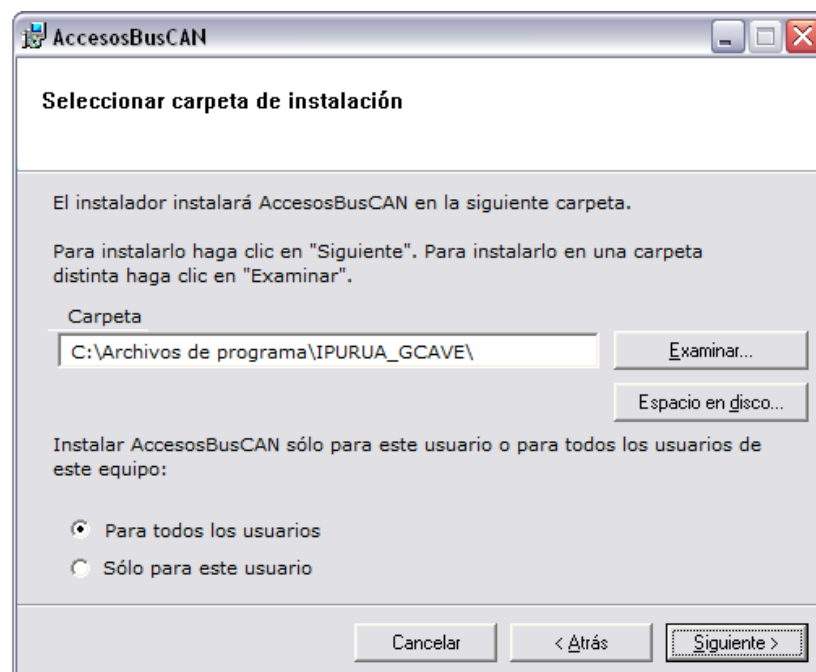 AccesosBusCAN
Seleccionar carpeta de instalación
El instalador instalará AccesosBusCAN en la siguiente carpeta.
Para instalarlo haga clic en "Siguiente". Para instalarlo en una carpeta
distinta haga clic en "Examinar".
Carpeta
C:\Archivos de programa\IPURUA_GCAVE\
Examinar...
Espacio en disco...
Instalar AccesosBusCAN sólo para este usuario o para todos los usuarios de
este equipo:
Para todos los usuarios
Sólo para este usuario
Cancelar
< Atrás
Siguiente >